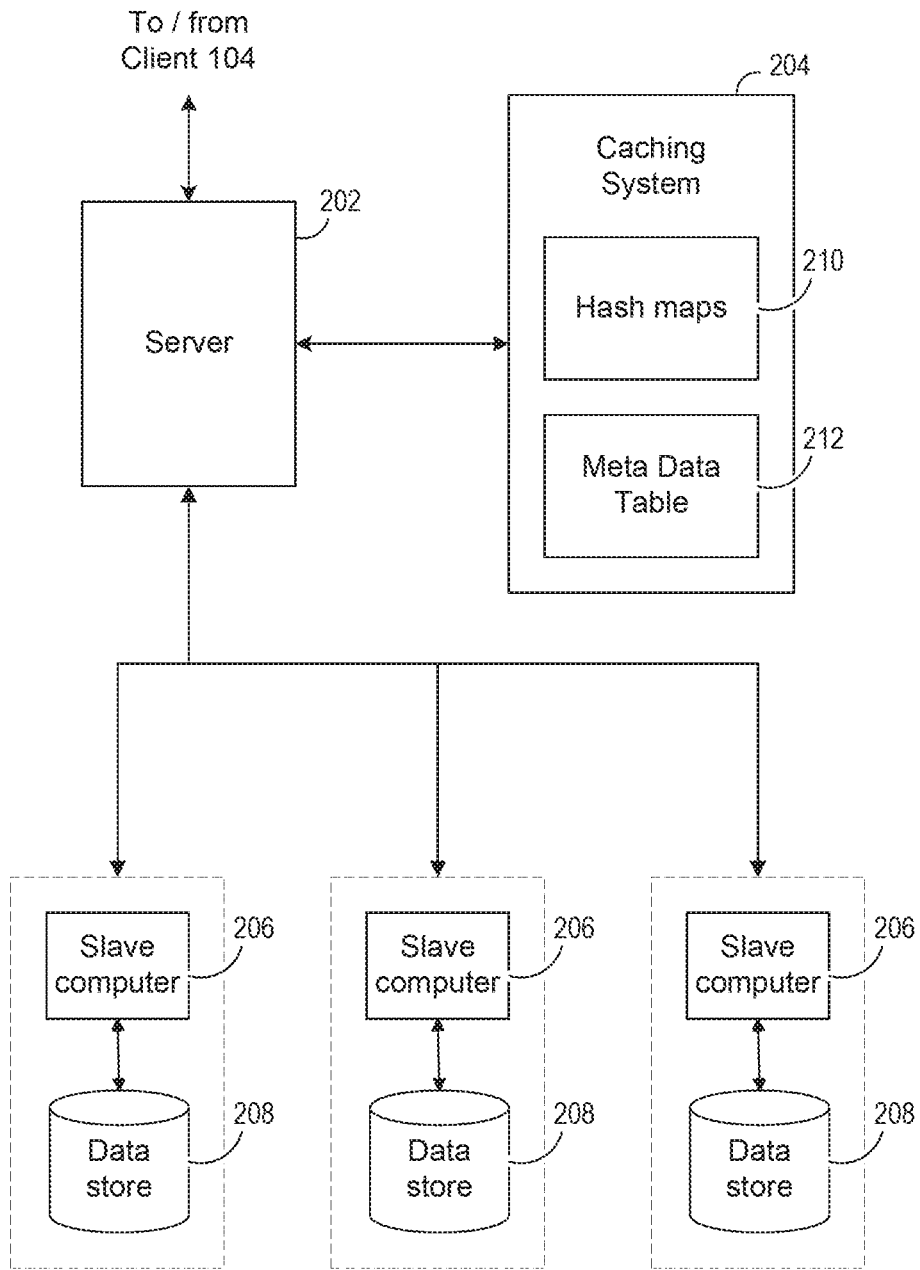 To / from
Client 104
204
Caching
System
202
210
Hash maps
Server
212
Meta Data
Table
Slave
computer
206
Slave
computer
206
Slave
computer
206
Data
store
208
Data
store
208
Data
store
208